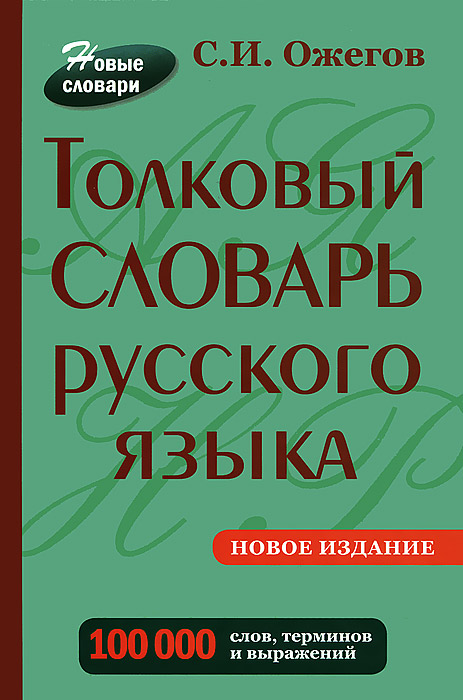 Новые
словари
С.И. Ожегов
Толковый
СЛОВАРЬ
русского
языка
НОВОЕ ИЗДАНИЕ
100 000 слов, терминов
и выражений